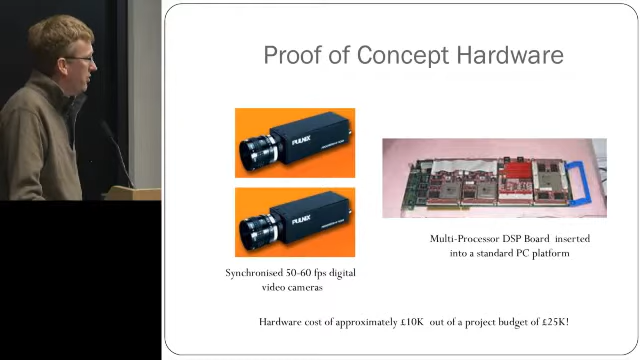 Proof of Concept Hardware
PULNIX
PULNIX
Synchronised 50-60 fps digital
video cameras
Multi-Processor DSP Board inserted
into a standard PC platform
Hardware cost of approximately £10K out of a project budget of £25K!